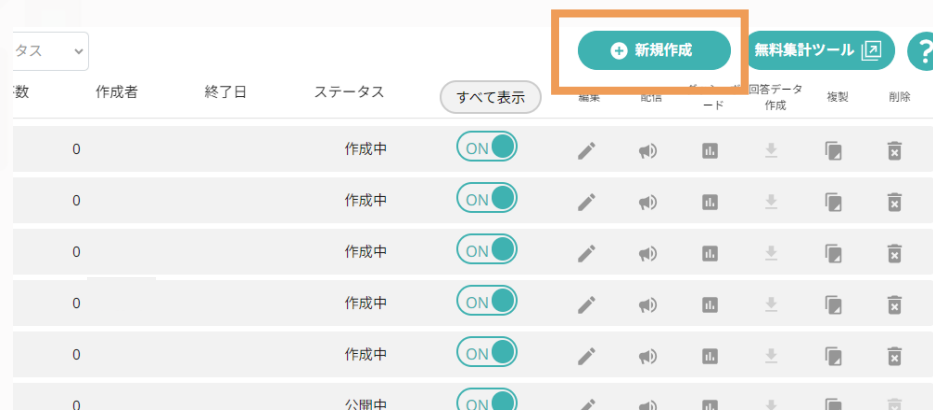 タス
新規作成
無料集計ツール
?
数 作成者 終了日 ステータス すべて表示 編集 配信 ード 回答データ作成 複製 削除
0 作成中 ON
0 作成中 ON
0 作成中 ON
0 作成中 ON
0 作成中 ON
0 公開中 ON